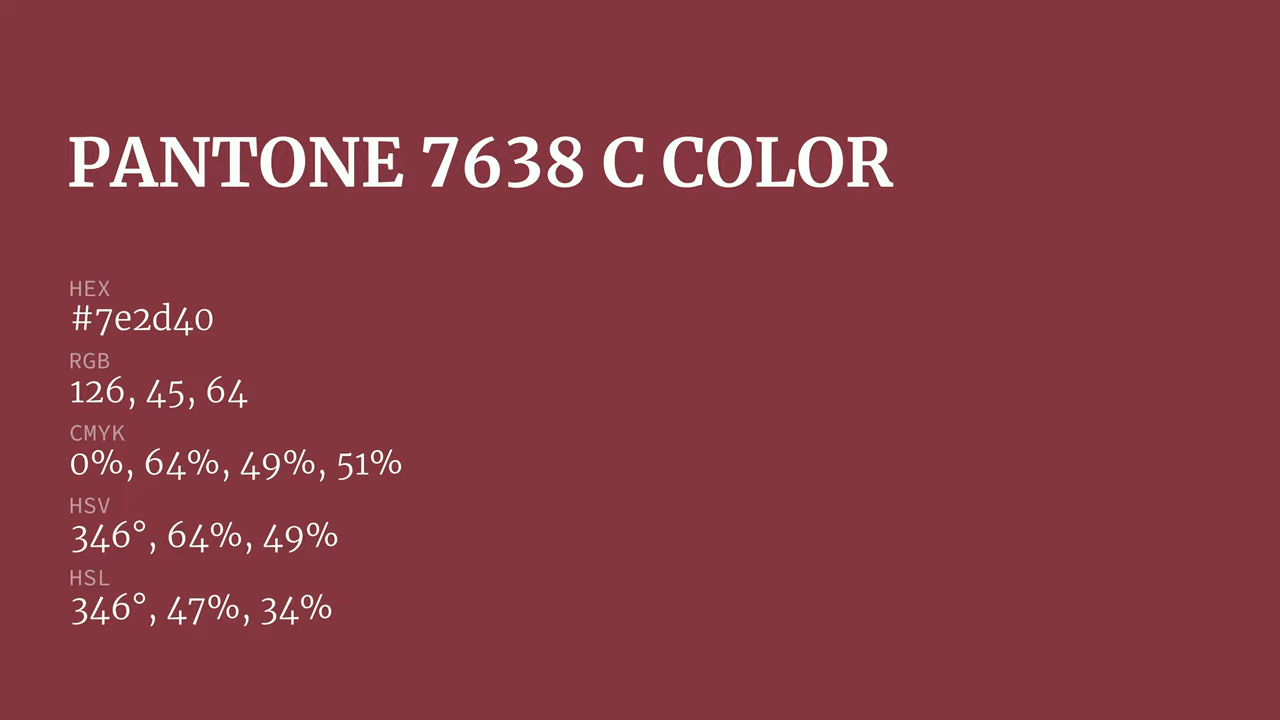 PANTONE 7638 C COLOR
HEX
#7e2d40
RGB
126, 45, 64
CMYK
0%, 64%, 49%, 51%
HSV
346°, 64%, 49%
HSL
346°, 47%, 34%